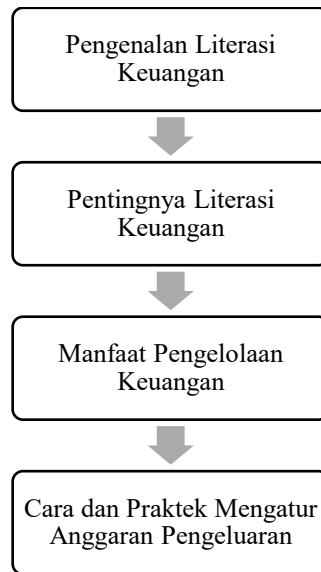 Pengenalan Literasi
Keuangan
Pentingnya Literasi
Keuangan
Manfaat Pengelolaan
Keuangan
Cara dan Praktek Mengatur
Anggaran Pengeluaran